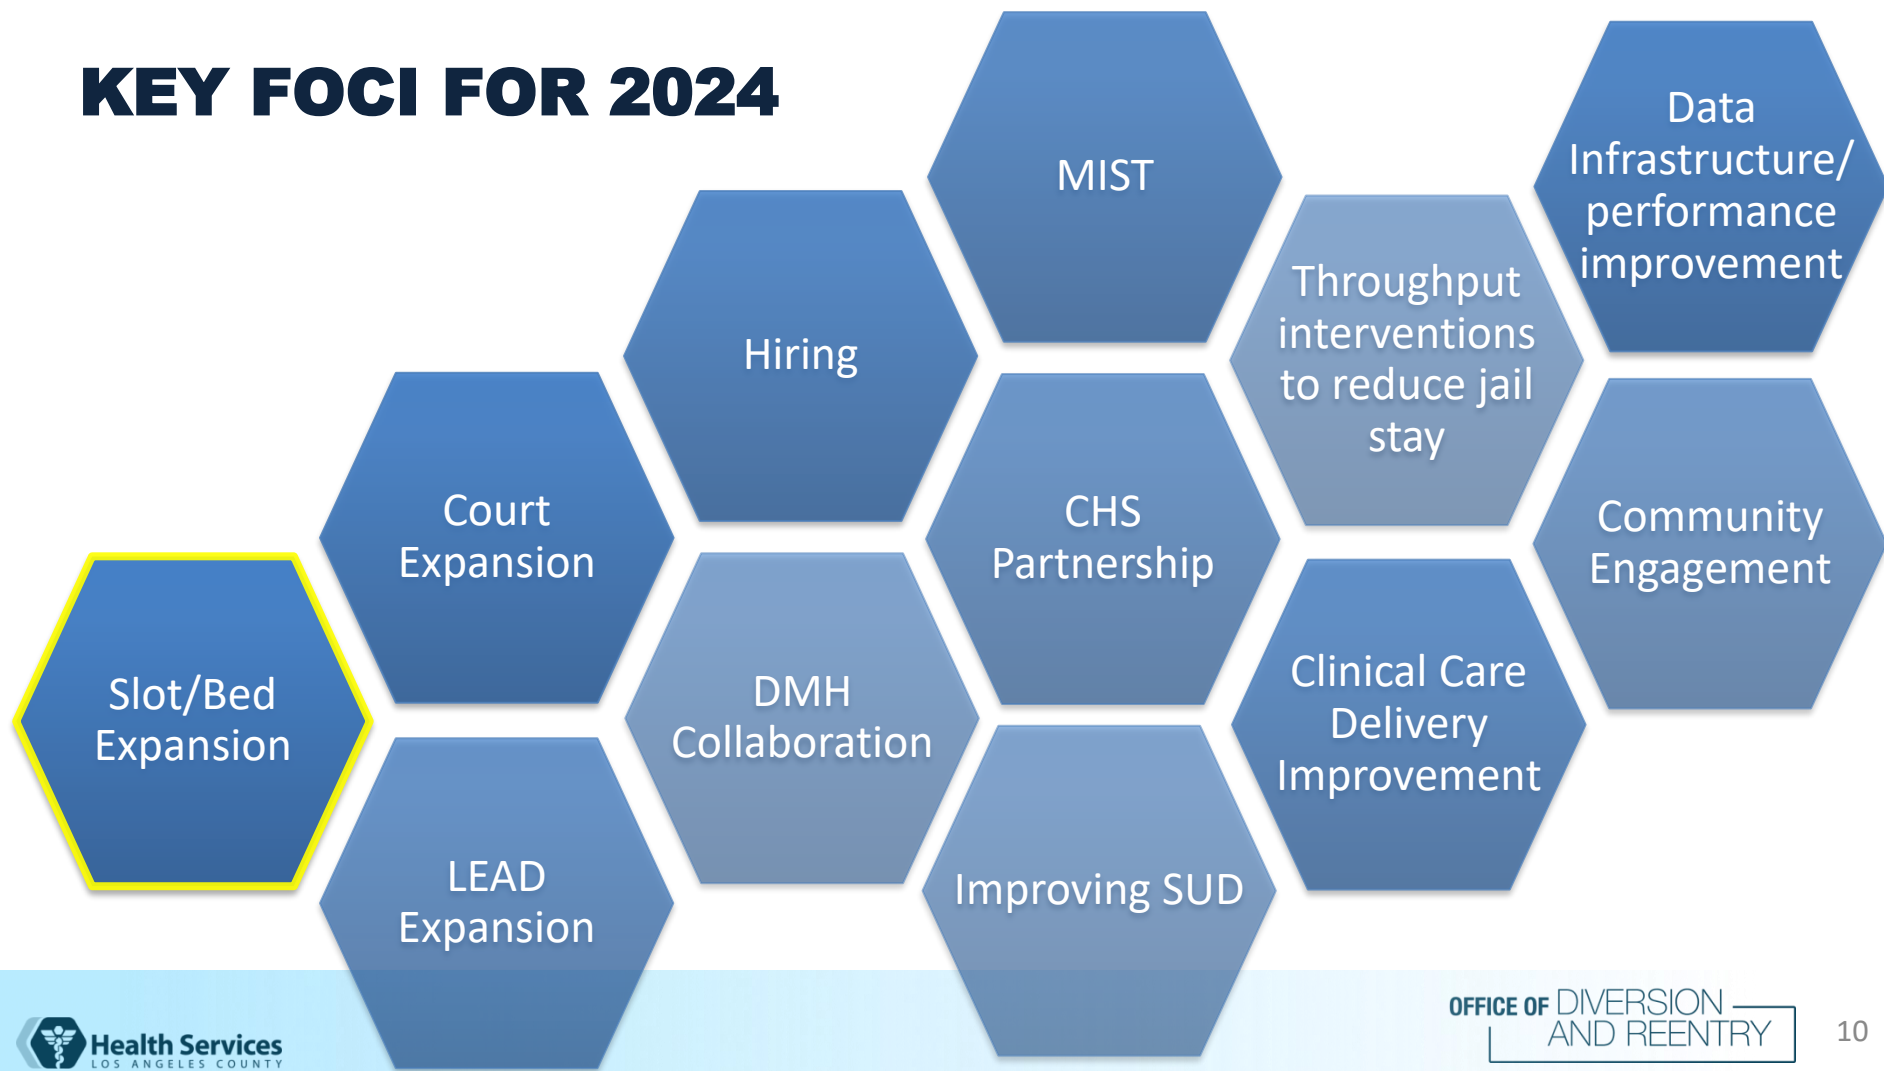 KEY FOCI FOR 2024
Slot/Bed
Expansion
Court
Expansion
LEAD
Expansion
Hiring
DMH
Collaboration
MIST
CHS
Partnership
Improving SUD
Throughput
interventions
to reduce jail
stay
Clinical Care
Delivery
Improvement
Data
Infrastructure/
performance
improvement
Community
Engagement
Health Services
LOS ANGELES COUNTY
OFFICE OF DIVERSION
AND REENTRY
10